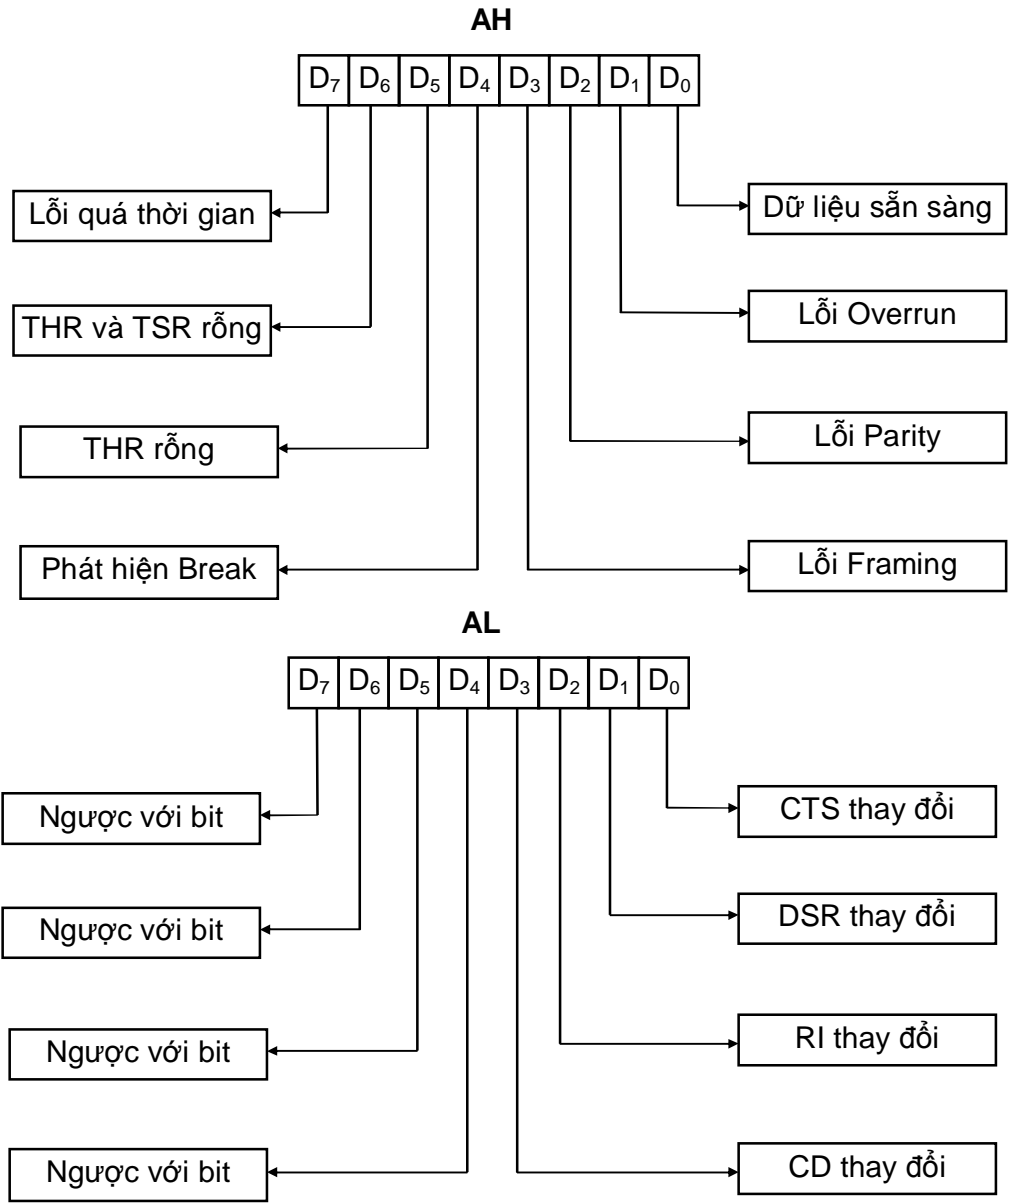 AH
D₇ D₆ D₅ D₄ D₃ D₂ D₁ D₀
Lỗi quá thời gian
Dữ liệu sẵn sàng
THR và TSR rỗng
Lỗi Overrun
THR rỗng
Lỗi Parity
Phát hiện Break
Lỗi Framing
AL
D₇ D₆ D₅ D₄ D₃ D₂ D₁ D₀
Ngược với bit
CTS thay đổi
Ngược với bit
DSR thay đổi
Ngược với bit
RI thay đổi
Ngược với bit
CD thay đổi